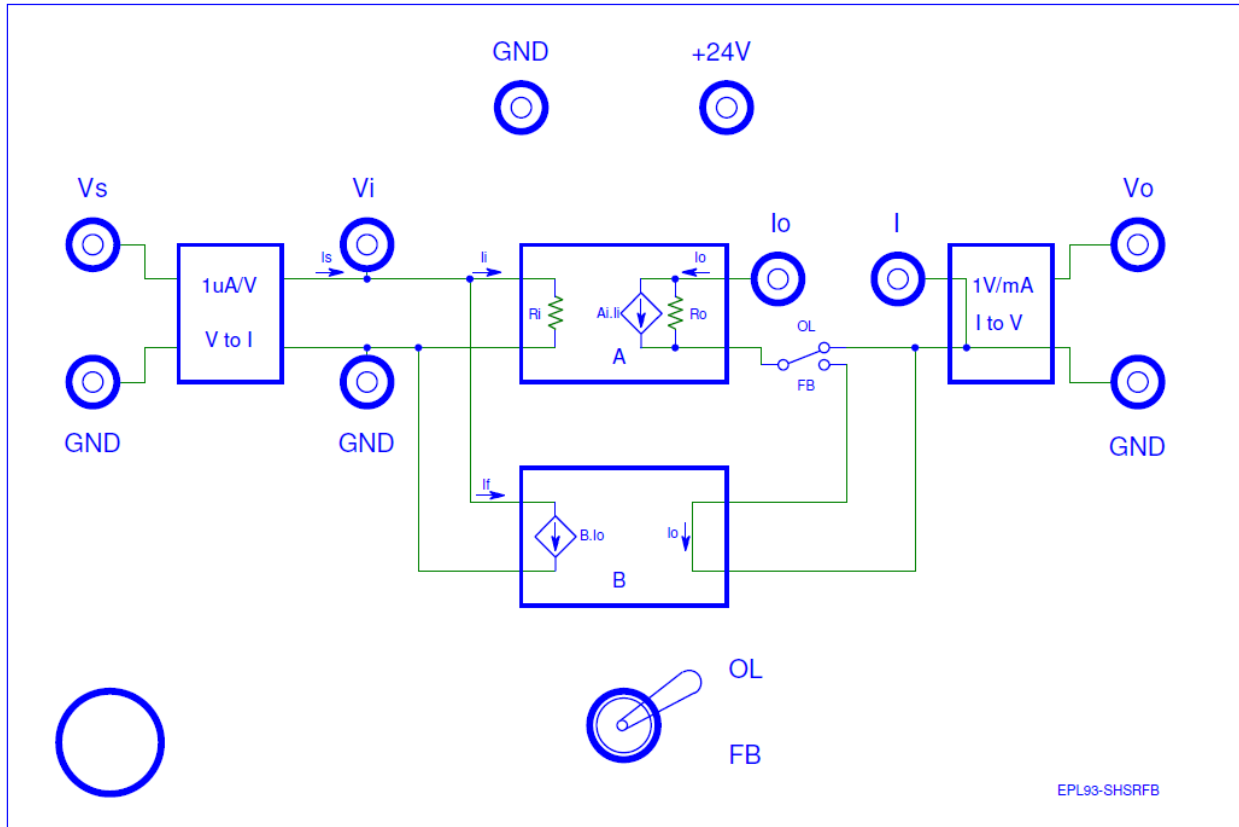 GND
+24V
Vs
Vi
Io
I
Vo
1uA/V
V to I
Is
Ii
Ri
Ai.Ii
Io
Ro
A
OL
FB
1V/mA
I to V
GND
GND
GND
If
B.Io
Io
B
OL
FB
EPL93-SHSRFB